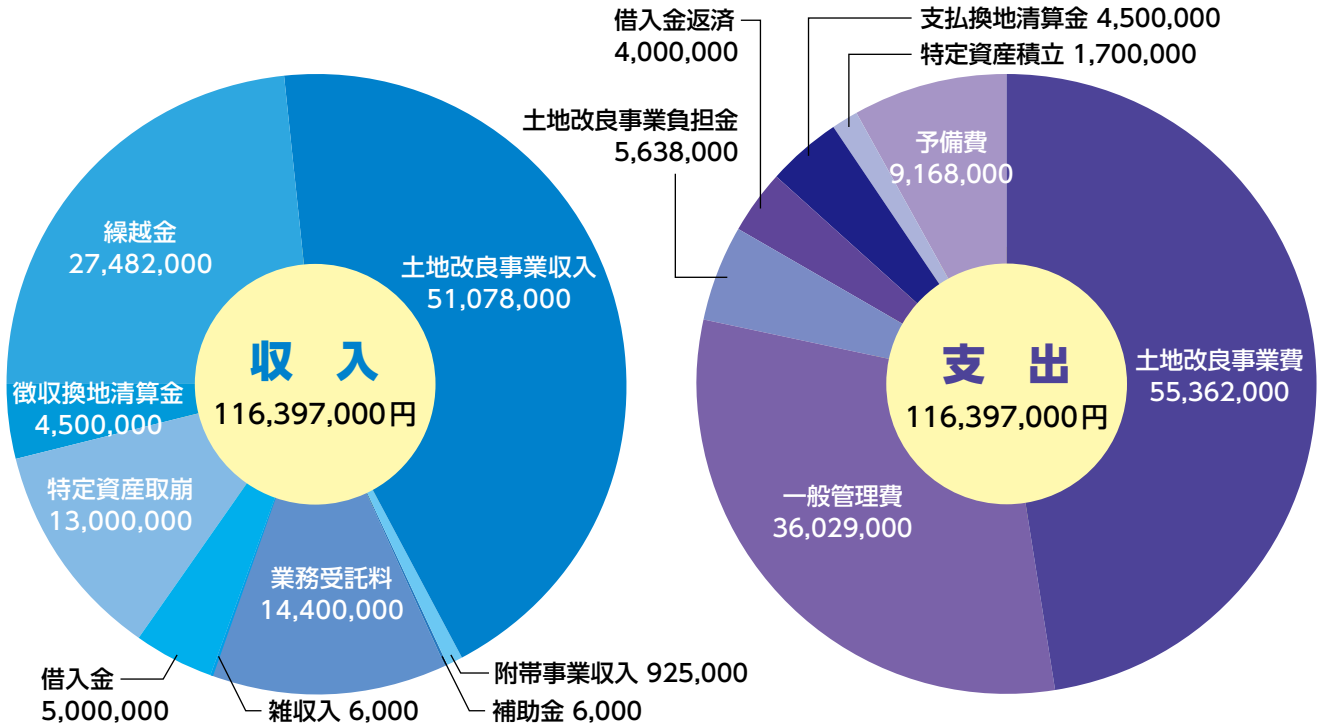 収 入
116,397,000円
土地改良事業収入
51,078,000
附帯事業収入 925,000
補助金 6,000
業務受託料
14,400,000
雑収入 6,000
借入金
5,000,000
特定資産取崩
13,000,000
徴収換地清算金
4,500,000
繰越金
27,482,000
支 出
116,397,000円
土地改良事業費
55,362,000
一般管理費
36,029,000
土地改良事業負担金
5,638,000
借入金返済
4,000,000
支払換地清算金 4,500,000
特定資産積立 1,700,000
予備費
9,168,000